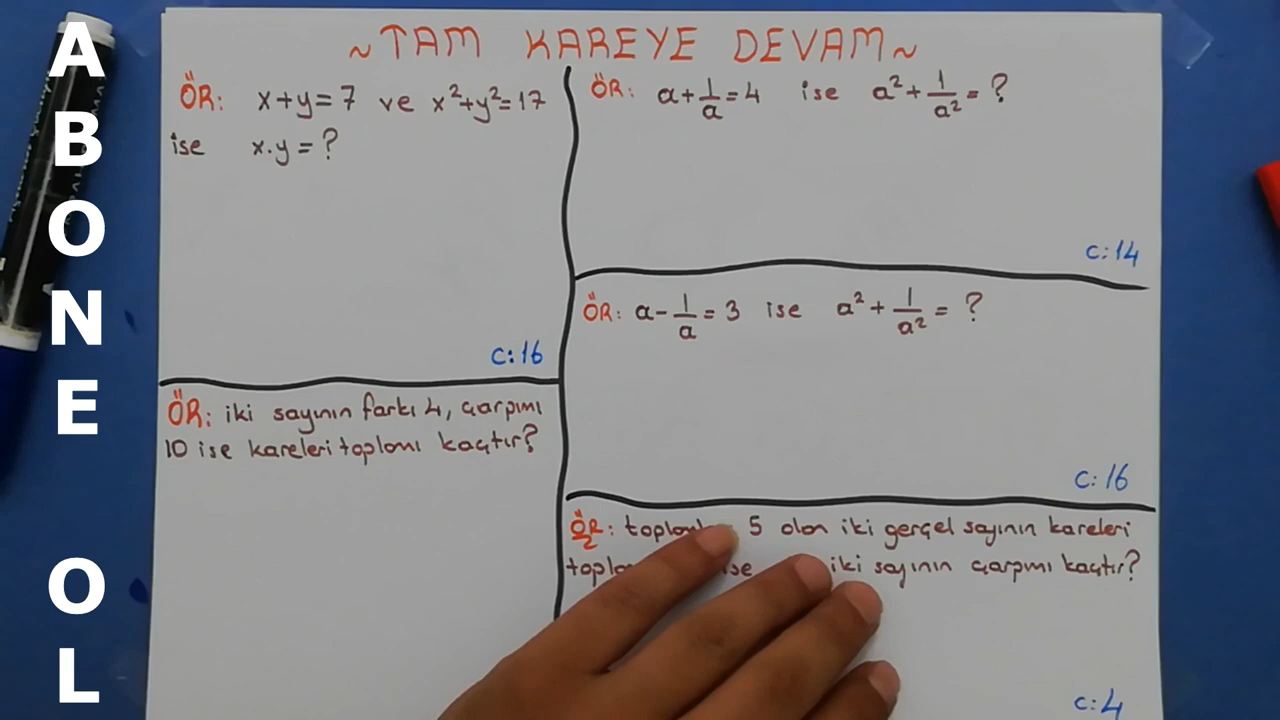 ABONE OL
~TAM KAREYE DEVAM~
ÖR: x+y=7 ve x²+y²=17
ise x.y=?
C:16
ÖR: iki sayının farkı 4, çarpımı
10 ise kareleri toplamı kaçtır?
ÖR: a+1/a=4 ise a²+1/a²=?
C:14
ÖR: a-1/a=3 ise a²+1/a²=?
C:16
ÖR: 5 olan iki gerçel sayının kareleri
iki sayının çarpımı kaçtır?
C:4